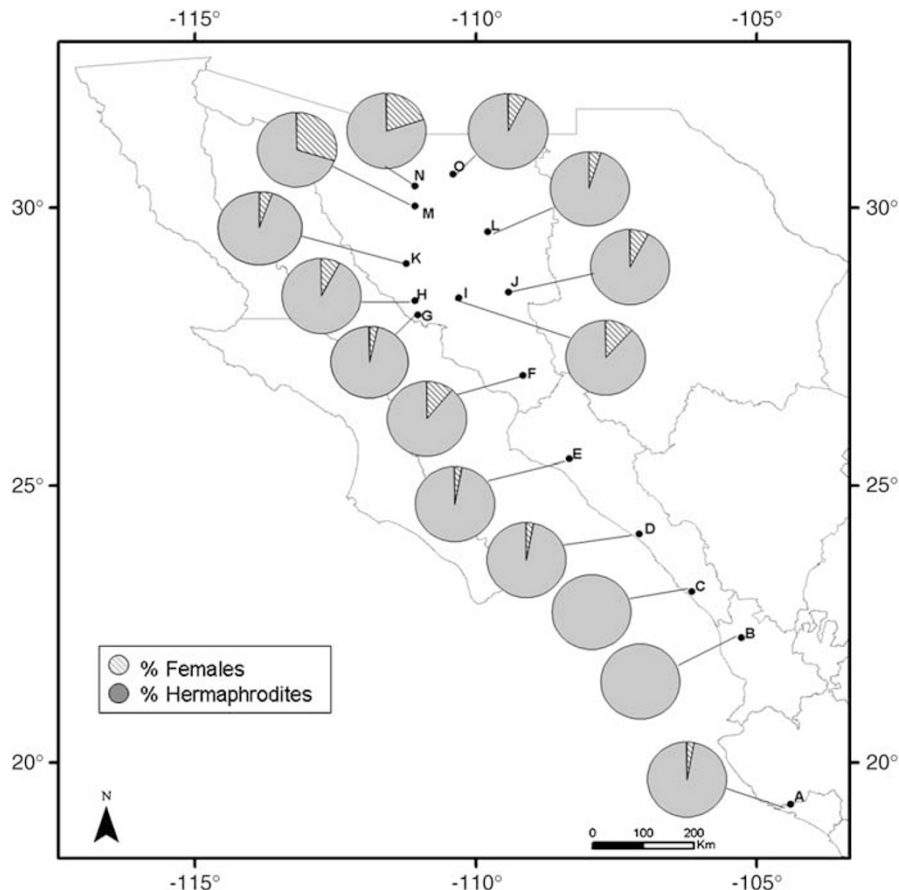 -115° -110° -105°
O
N
M
30° L 30°
K
J
H I
G
F
E
25° 25°
D
C
B
% Females
% Hermaphrodites
20° 20°
A
N
0 100 200
Km
-115° -110° -105°